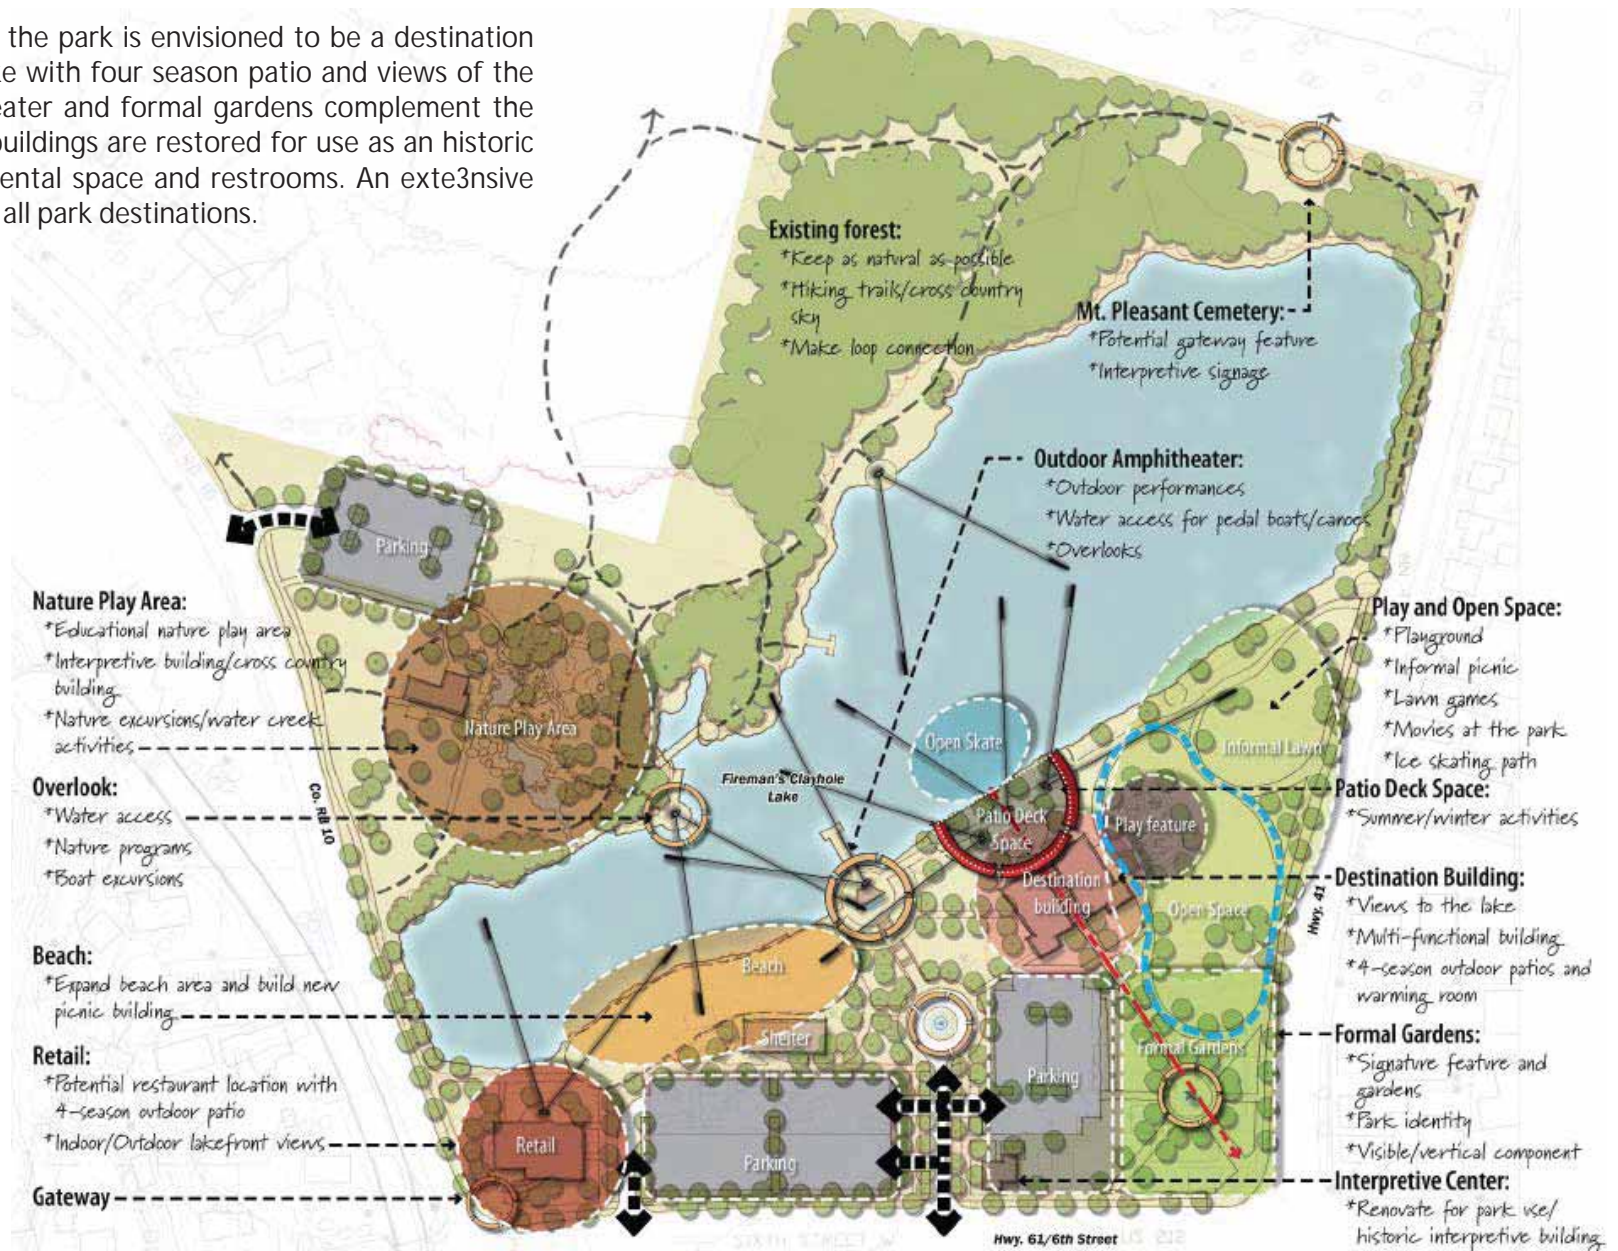 the park is envisioned to be a destination
with four season patio and views of the
and formal gardens complement the
buildings are restored for use as an historic
space and restrooms. An exte3nsive
all park destinations.
Existing forest:
*Keep as natural as possible
*Hiking trails/cross country
sky
*Make loop connection
Mt. Pleasant Cemetery:
*Potential gateway feature
*Interpretive signage
Outdoor Amphitheater:
*Outdoor performances
*Water access for pedal boats/canoes
*Overlooks
Parking
Nature Play Area:
*Educational nature play area
*Interpretive building/cross country
building
*Nature excursions/water creek
activities
Nature Play Area
Overlook:
*Water access
*Nature programs
*Boat excursions
Co. RD 10
Fireman's Clayhole
Lake
Open Skate
Patio Deck
Space
Destination
building
Informal Lawn
Play feature
Open Space
Play and Open Space:
*Playground
*Informal picnic
*Lawn games
*Movies at the park
*Ice skating path
Patio Deck Space:
*Summer/winter activities
Hwy. 41
Destination Building:
*Views to the lake
*Multi-functional building
*4-season outdoor patios and
warming room
Beach:
*Expand beach area and build new
picnic building
Beach
Shelter
Retail:
*Potential restaurant location with
4-season outdoor patio
*Indoor/Outdoor lakefront views
Retail
Parking
Parking
Formal Gardens
Formal Gardens:
*Signature feature and
gardens
*Park identity
*Visible/vertical component
Gateway
Interpretive Center:
*Renovate for park use/
historic interpretive building
Hwy. 61/6th Street